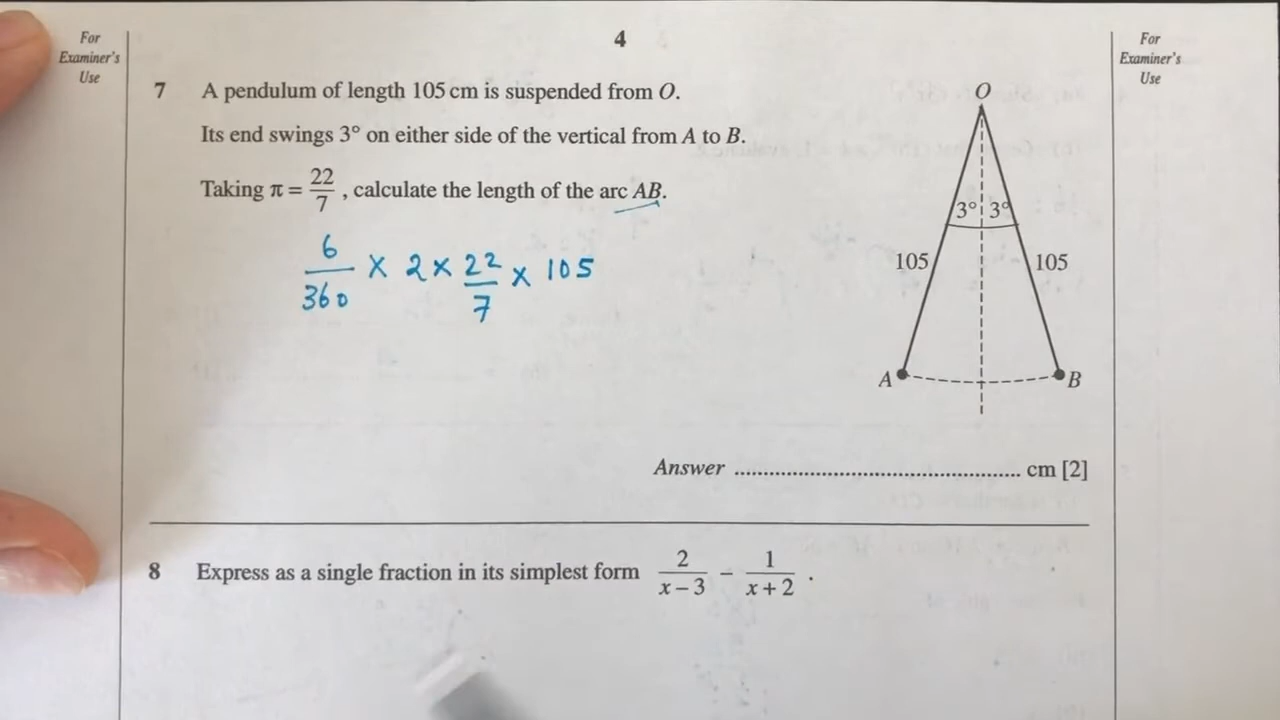 For
Examiner's
Use
4
For
Examiner's
Use
7 A pendulum of length 105 cm is suspended from O.
Its end swings 3° on either side of the vertical from A to B.
Taking π = 22/7 , calculate the length of the arc AB.
6/360 × 2 × 22/7 × 105
O
3° 3°
105 105
A B
Answer ................................................ cm [2]
8 Express as a single fraction in its simplest form 2/(x – 3) – 1/(x + 2) .